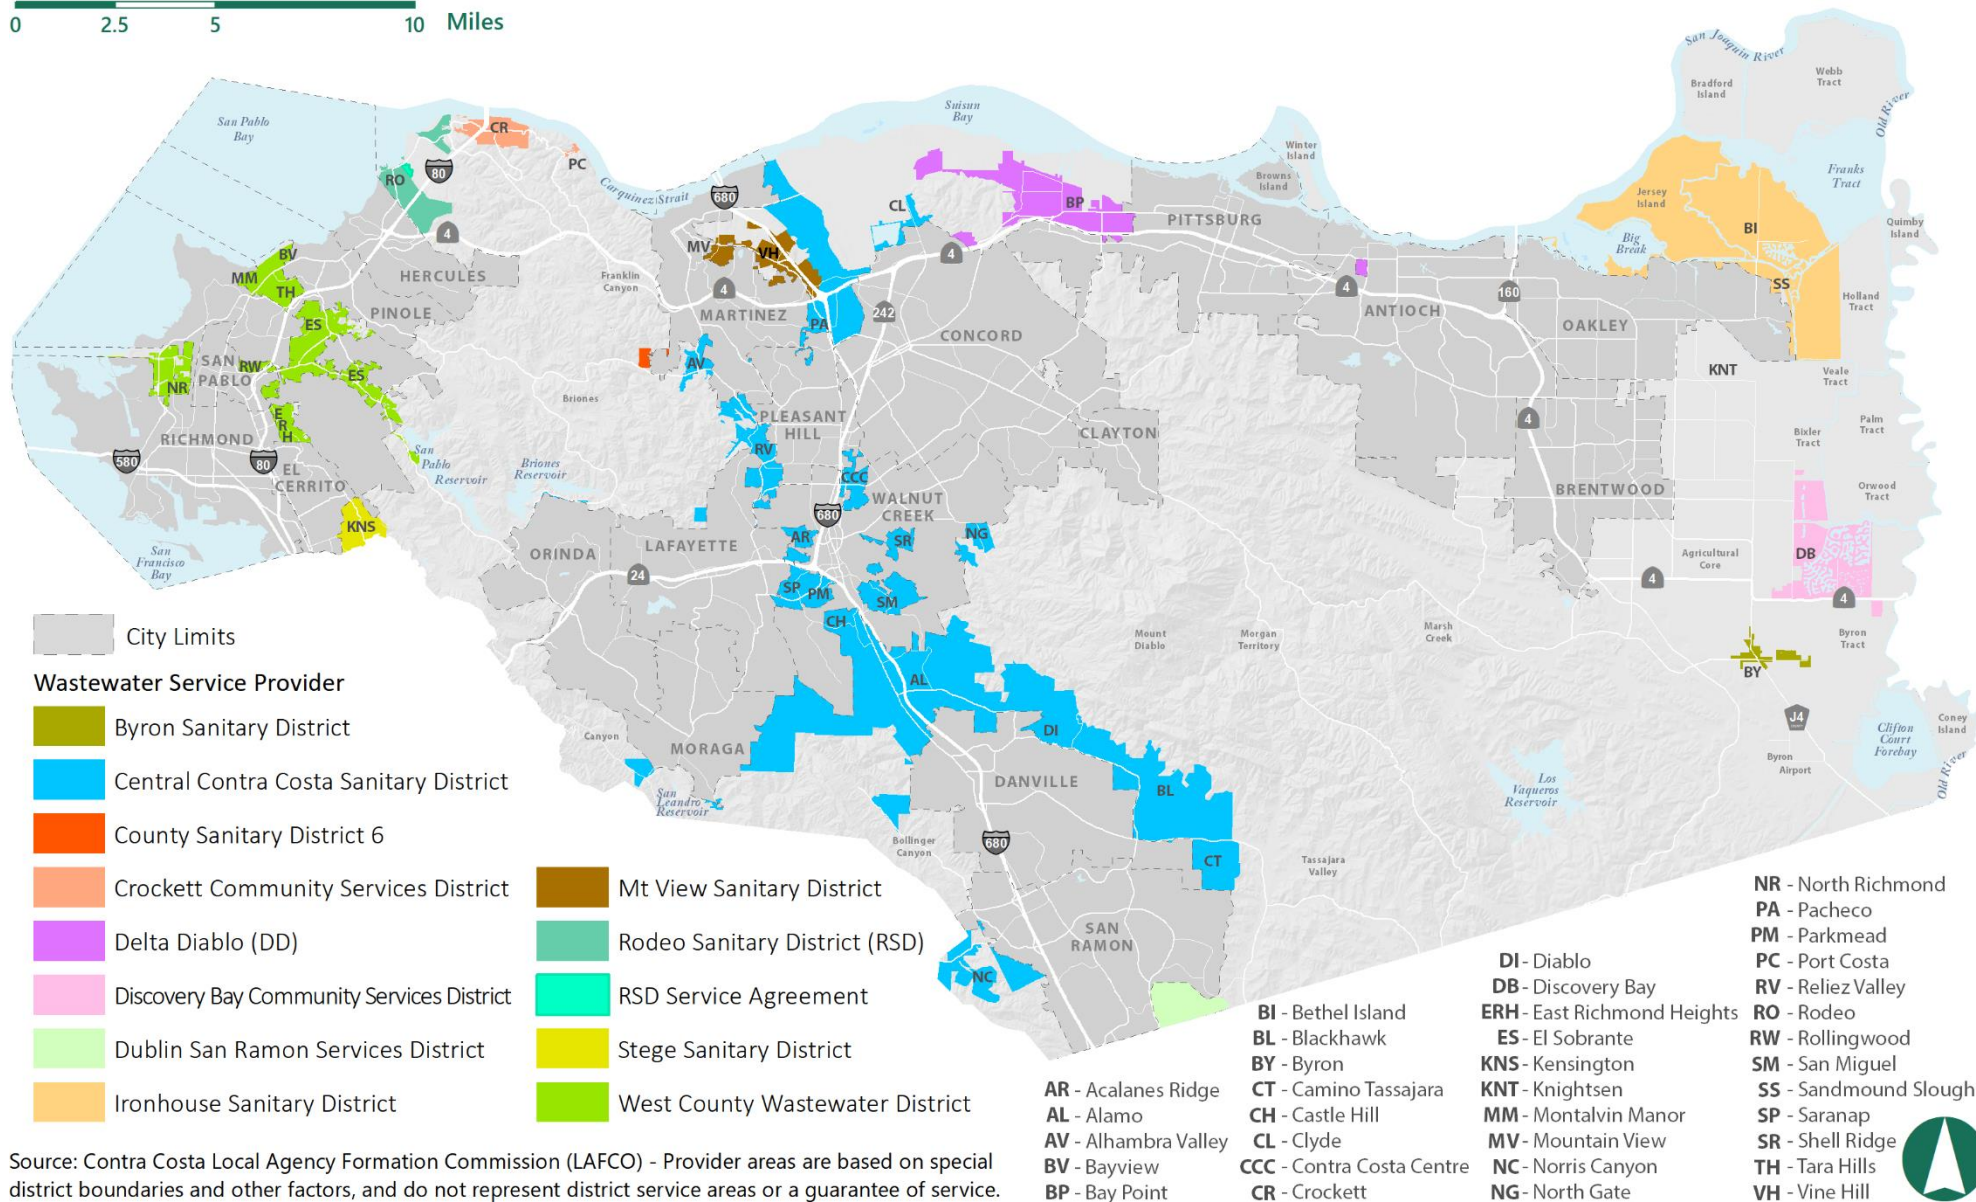 0 2.5 5 10 Miles
San Joaquin River
Bradford
Island
Webb
Tract
Old River
San Pablo
Bay
Suisun
Bay
CR
PC
80
RO
Carquinez Strait
680
Winter
Island
Browns
Island
Franks
Tract
Jersey
Island
Quimby
Island
CL
BP
PITTSBURG
BI
Big
Break
4
MV
VH
4
BV
MM
TH
HERCULES
Franklin
Canyon
4
MARTINEZ
PA
242
CONCORD
4
ANTIOCH
160
OAKLEY
SS
Holland
Tract
PINOLE
ES
SAN
PABLO
RW
ES
NR
AV
KNT
Veale
Tract
Briones
PLEASANT
HILL
CLAYTON
4
Palm
Tract
Bixler
Tract
E
R
H
RICHMOND
580
80
EL
CERRITO
San
Pablo
Reservoir
Briones
Reservoir
RV
CCC
WALNUT
CREEK
680
BRENTWOOD
Orwood
Tract
KNS
San
Francisco
Bay
ORINDA
LAFAYETTE
AR
SR
NG
24
SP
PM
SM
CH
Agricultural
Core
DB
4
4
Mount
Diablo
Morgan
Territory
Marsh
Creek
Byron
Tract
BY
AL
DI
J4
Canyon
MORAGA
San
Leandro
Reservoir
DANVILLE
BL
Los
Vaqueros
Reservoir
Byron
Airport
Clifton
Court
Forebay
Coney
Island
Old River
Bollinger
Canyon
680
CT
Tassajara
Valley
SAN
RAMON
NC
City Limits
Wastewater Service Provider
Byron Sanitary District
Central Contra Costa Sanitary District
County Sanitary District 6
Crockett Community Services District
Delta Diablo (DD)
Discovery Bay Community Services District
Dublin San Ramon Services District
Ironhouse Sanitary District
Mt View Sanitary District
Rodeo Sanitary District (RSD)
RSD Service Agreement
Stege Sanitary District
West County Wastewater District
AR - Acalanes Ridge
AL - Alamo
AV - Alhambra Valley
BV - Bayview
BP - Bay Point
BI - Bethel Island
BL - Blackhawk
BY - Byron
CT - Camino Tassajara
CH - Castle Hill
CL - Clyde
CCC - Contra Costa Centre
CR - Crockett
DI - Diablo
DB - Discovery Bay
ERH - East Richmond Heights
ES - El Sobrante
KNS - Kensington
KNT - Knightsen
MM - Montalvin Manor
MV - Mountain View
NC - Norris Canyon
NG - North Gate
NR - North Richmond
PA - Pacheco
PM - Parkmead
PC - Port Costa
RV - Reliez Valley
RO - Rodeo
RW - Rollingwood
SM - San Miguel
SS - Sandmound Slough
SP - Saranap
SR - Shell Ridge
TH - Tara Hills
VH - Vine Hill
Source: Contra Costa Local Agency Formation Commission (LAFCO) - Provider areas are based on special
district boundaries and other factors, and do not represent district service areas or a guarantee of service.